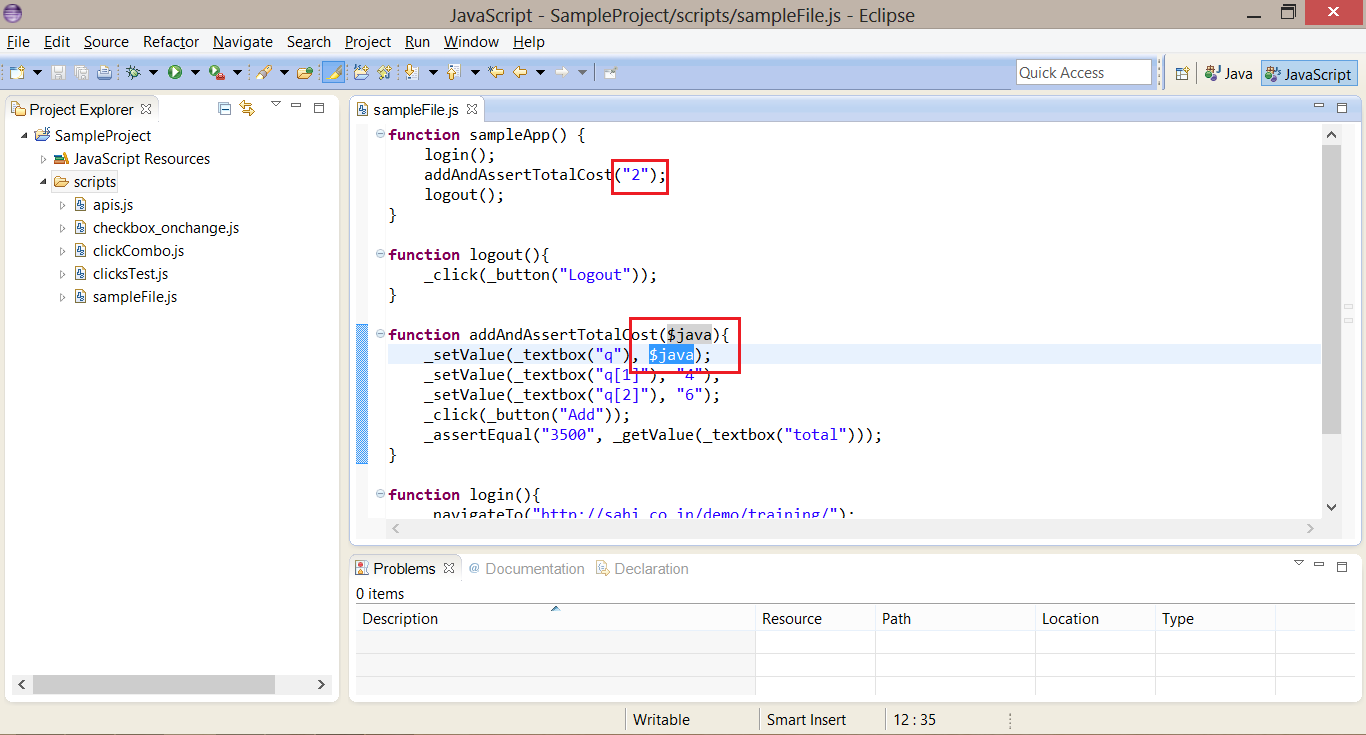 JavaScript - SampleProject/scripts/sampleFile.js - Eclipse
File Edit Source Refactor Navigate Search Project Run Window Help
Quick Access
Java
JavaScript
Project Explorer
SampleProject
JavaScript Resources
scripts
apis.js
checkbox_onchange.js
clickCombo.js
clicksTest.js
sampleFile.js
sampleFile.js
function sampleApp() {
login();
addAndAssertTotalCost("2");
logout();
}
function logout(){
_click(_button("Logout"));
}
function addAndAssertTotalCost($java){
_setValue(_textbox("q"), $java);
_setValue(_textbox("q[1]"), "4");
_setValue(_textbox("q[2]"), "6");
_click(_button("Add"));
_assertEqual("3500", _getValue(_textbox("total")));
}
function login(){
_navigateTo("http://sahi.co.in/demo/training/");
Problems Documentation Declaration
0 items
Description Resource Path Location Type
Writable Smart Insert 12 : 35